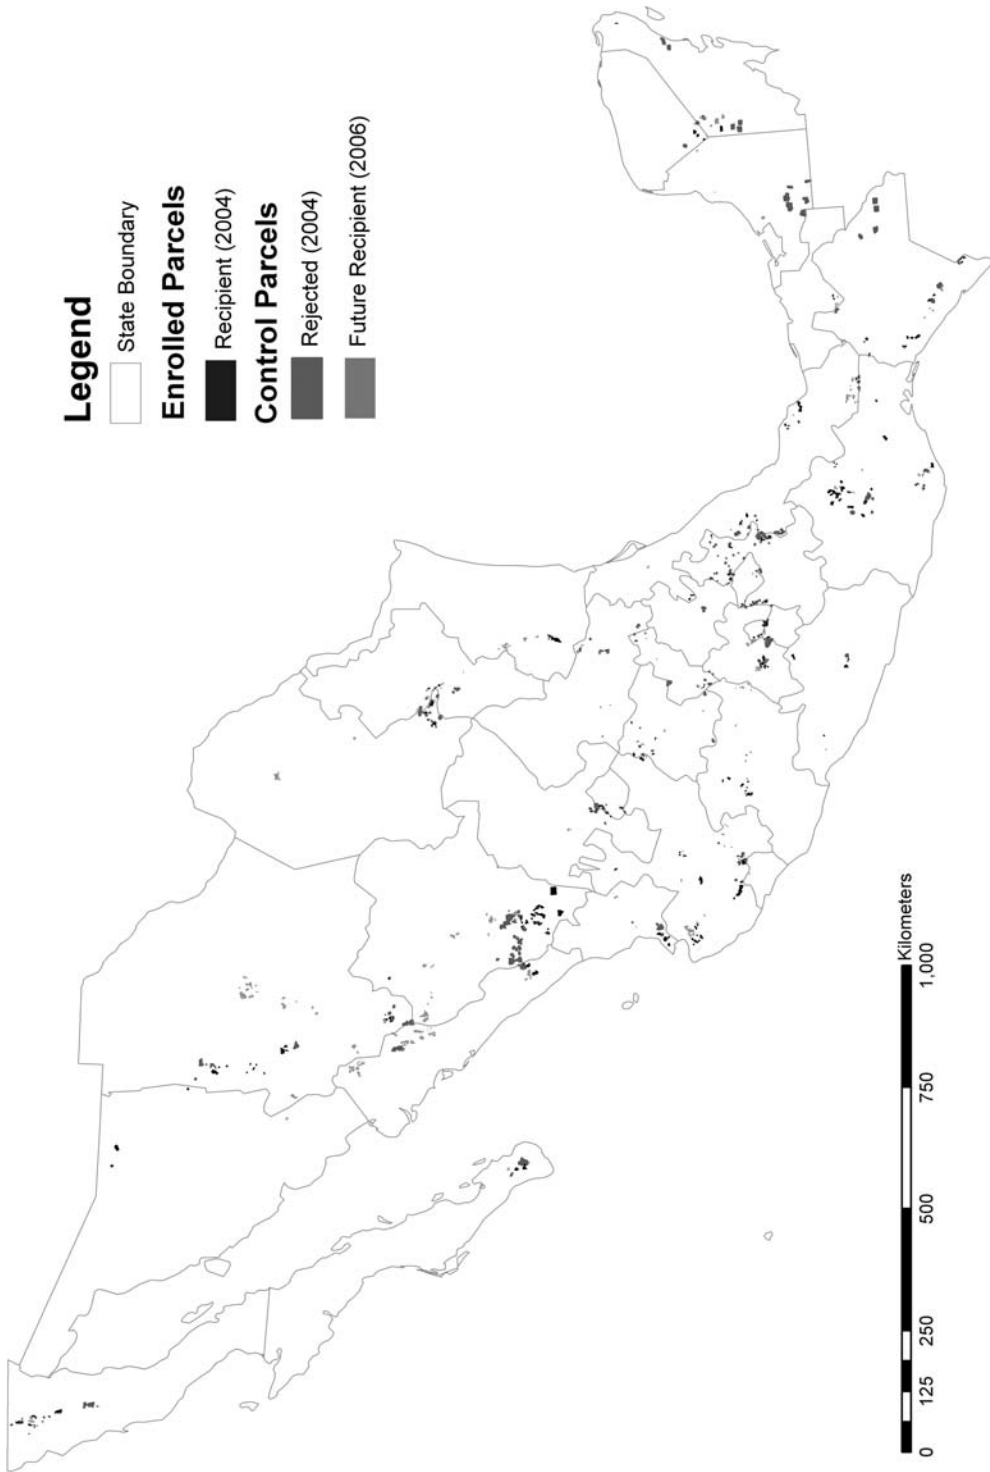 Legend
State Boundary
Enrolled Parcels
Recipient (2004)
Control Parcels
Rejected (2004)
Future Recipient (2006)
Kilometers
0 125 250 500 750 1,000